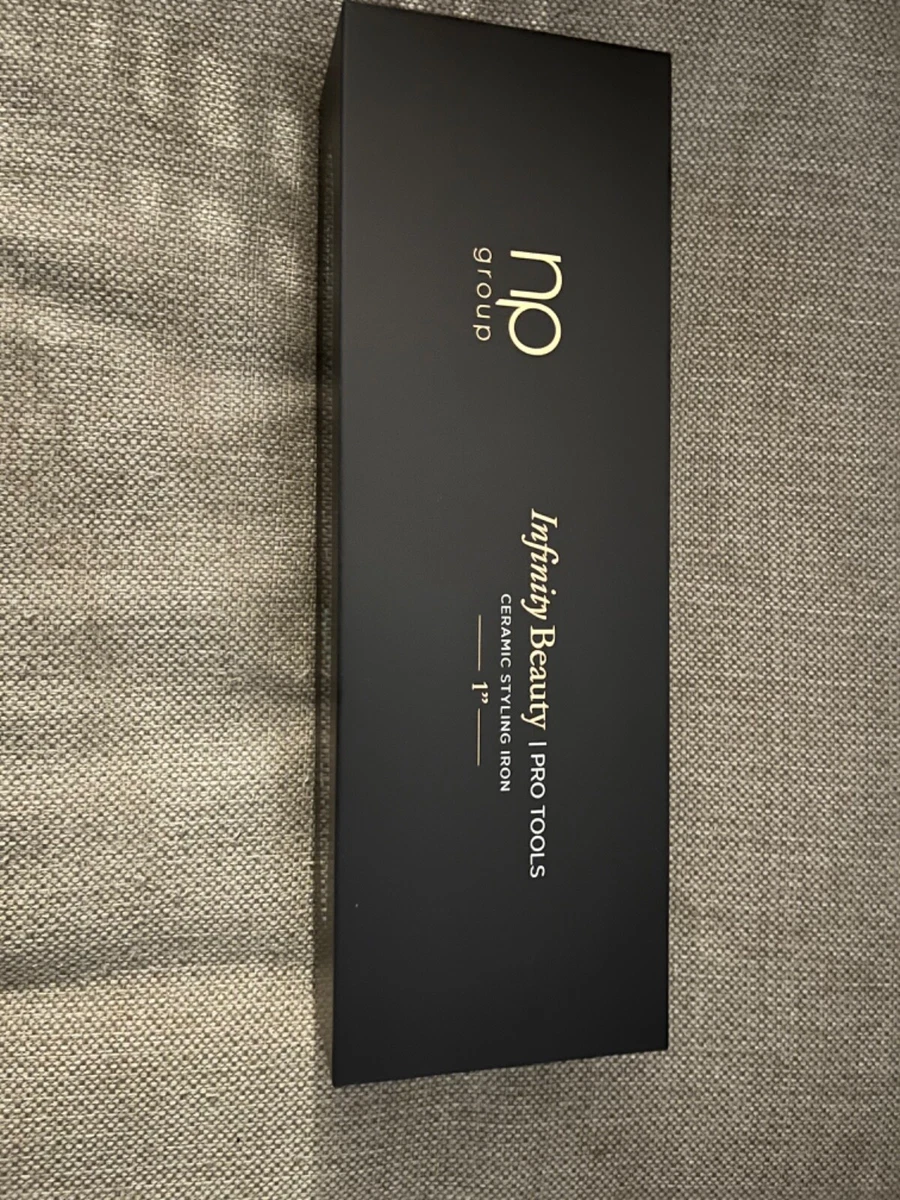 np
group
Infinity Beauty | PRO TOOLS
CERAMIC STYLING IRON
1”